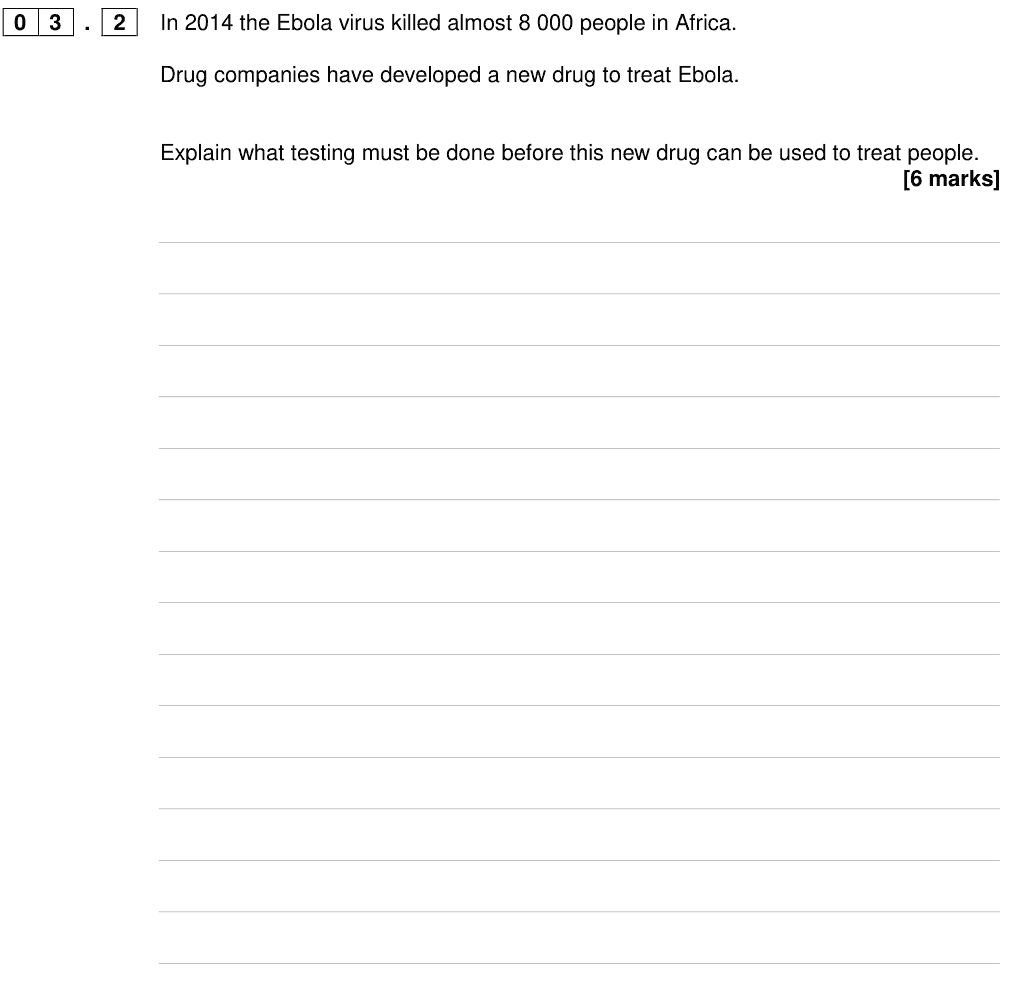 0 3 . 2 In 2014 the Ebola virus killed almost 8 000 people in Africa.
Drug companies have developed a new drug to treat Ebola.
Explain what testing must be done before this new drug can be used to treat people.
[6 marks]